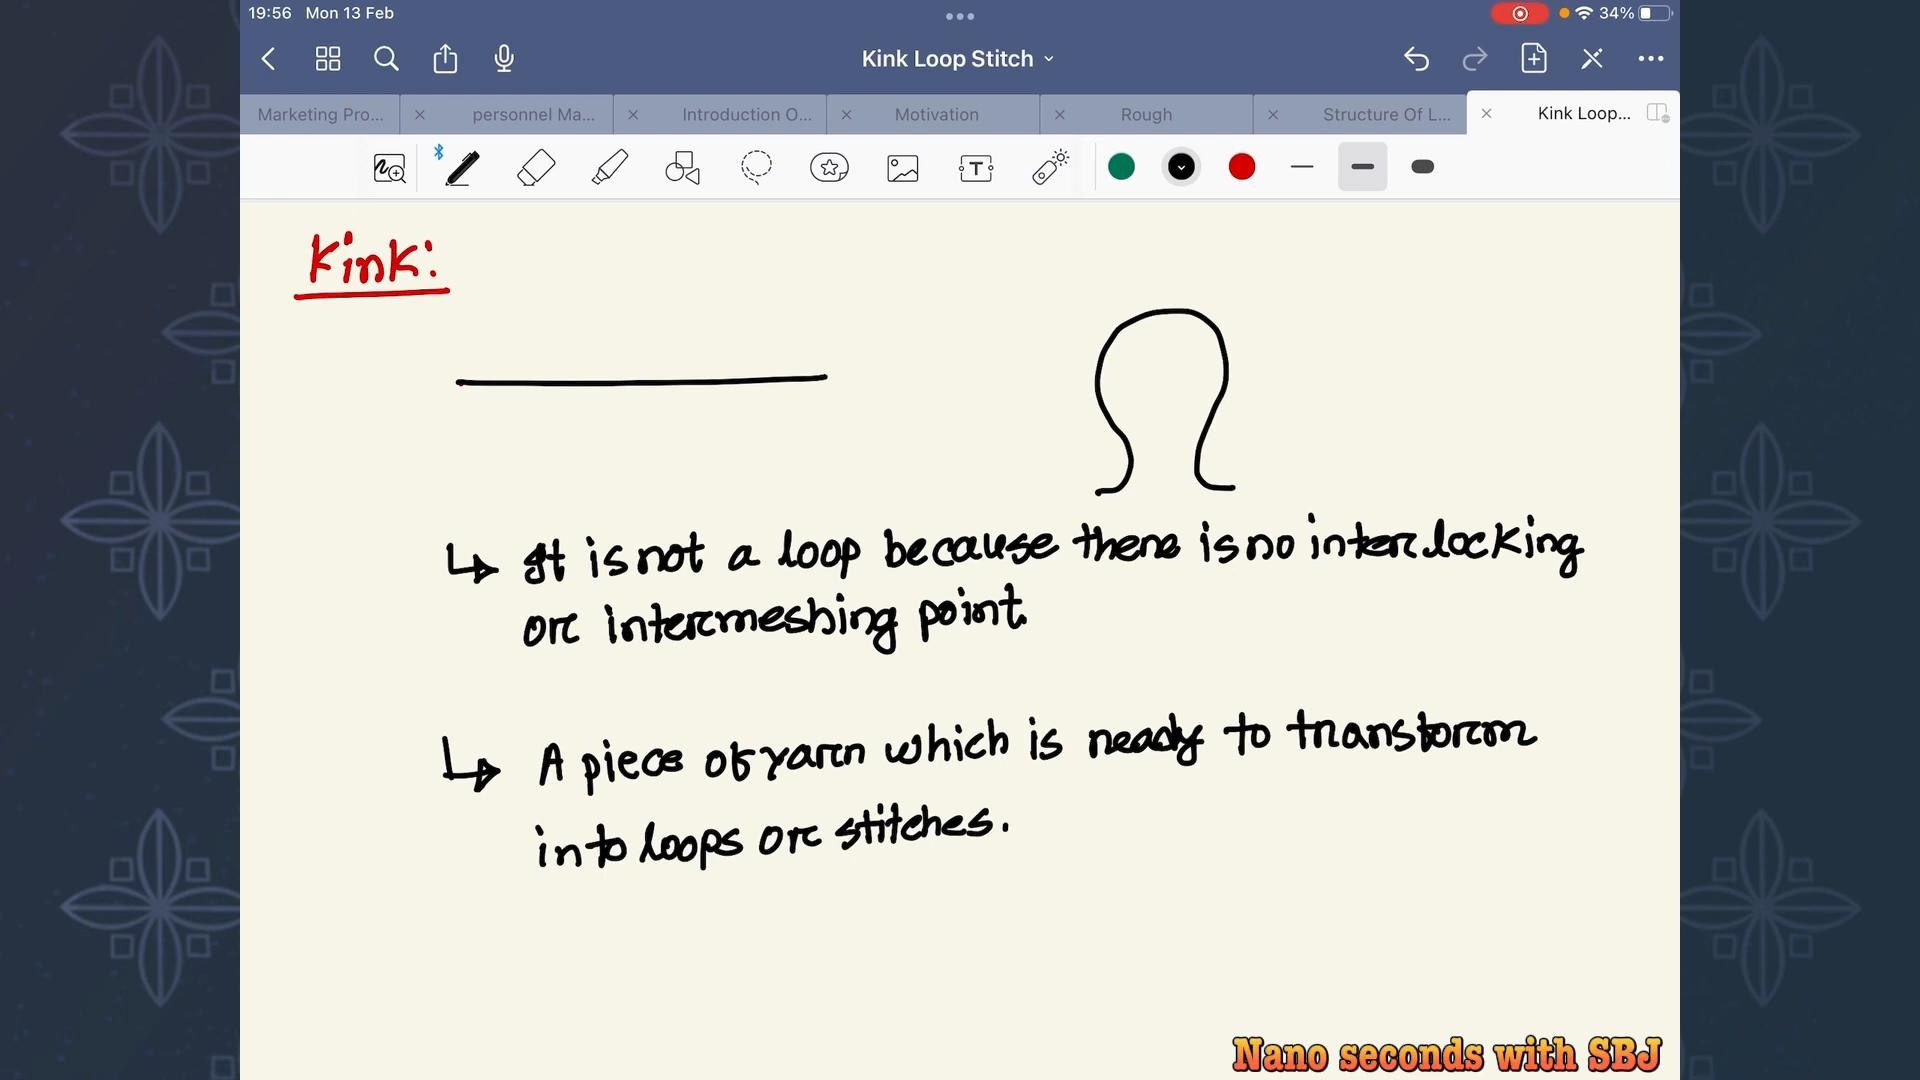 19:56 Mon 13 Feb 34%
Kink Loop Stitch
Marketing Pro... personnel Ma... Introduction O... Motivation Rough Structure Of L... Kink Loop...
Kink:
It is not a loop because there is no interlocking
or intermeshing point.
A piece of yarn which is ready to transform
into loops or stitches.
Nano seconds with SBJ